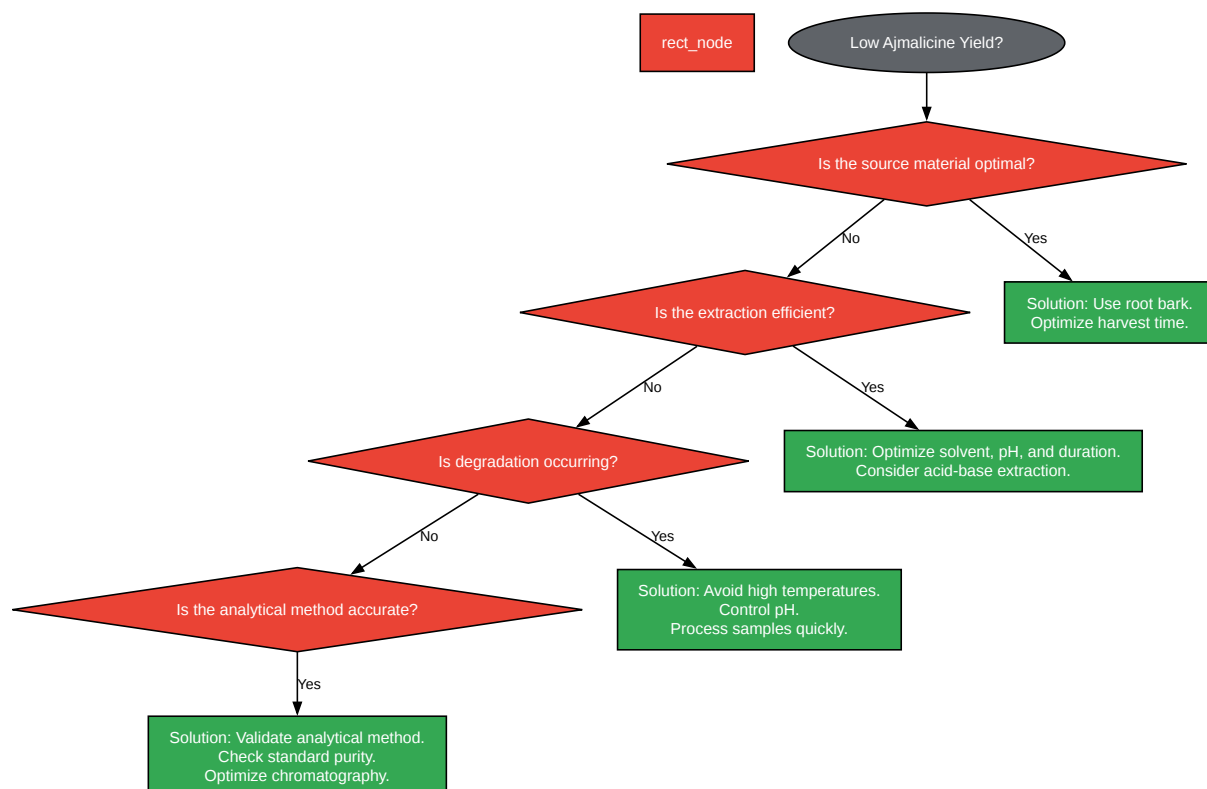 rect_node
Low Ajmalicine Yield?
Is the source material optimal?
No
Yes
Is the extraction efficient?
Solution: Use root bark.
Optimize harvest time.
No
Yes
Is degradation occurring?
Solution: Optimize solvent, pH, and duration.
Consider acid-base extraction.
No
Yes
Is the analytical method accurate?
Solution: Avoid high temperatures.
Control pH.
Process samples quickly.
Yes
Solution: Validate analytical method.
Check standard purity.
Optimize chromatography.